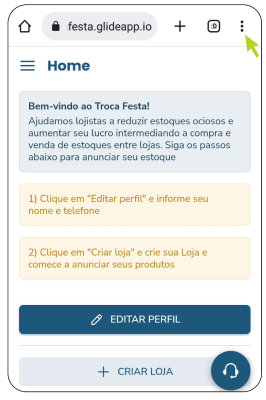 festa.glideapp.io
:D
Home
Bem-vindo ao Troca Festa!
Ajudamos lojistas a reduzir estoques ociosos e
aumentar seu lucro intermediando a compra e
venda de estoques entre lojas. Siga os passos
abaixo para anunciar seu estoque
1) Clique em "Editar perfil" e informe seu
nome e telefone
2) Clique em "Criar loja" e crie sua Loja e
comece a anunciar seus produtos
EDITAR PERFIL
CRIAR LOJA